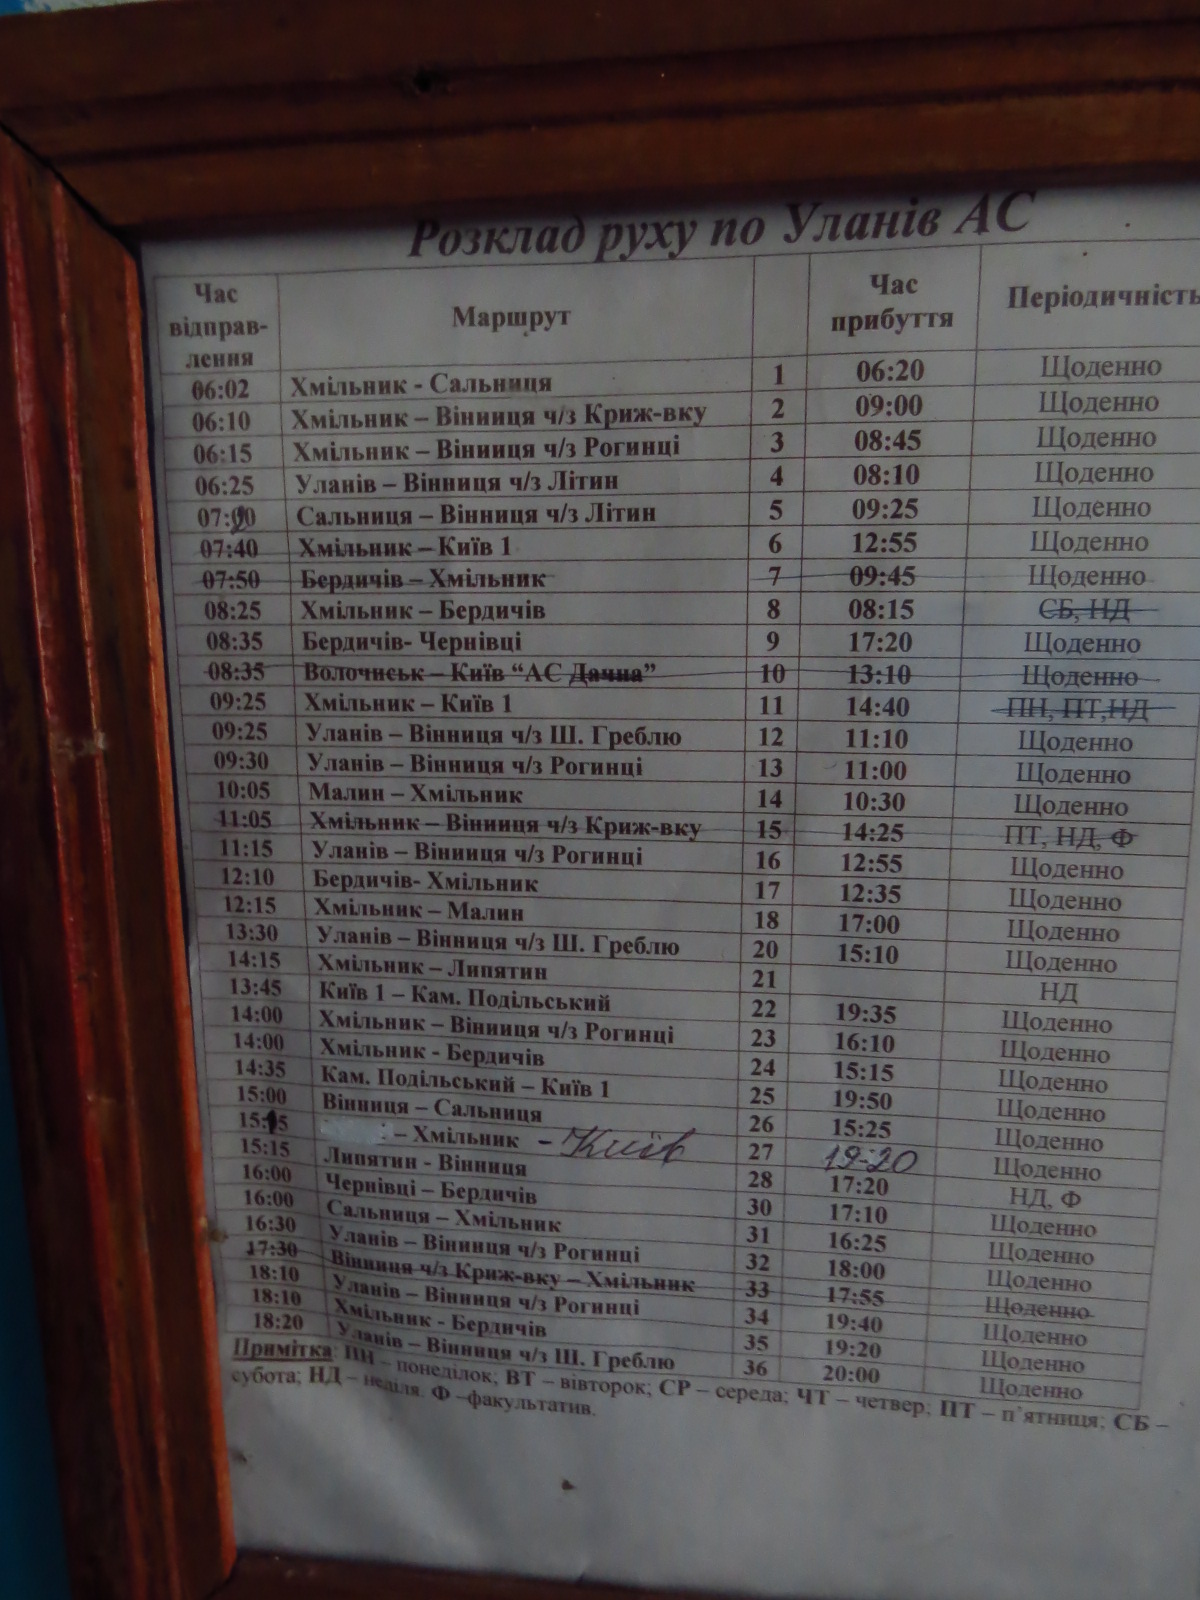 Розклад руху по Уланів АС
Час відправ- лення Маршрут Час прибуття Періодичність
06:02 Хмільник - Сальниця 1 06:20 Щоденно
06:10 Хмільник – Вінниця ч/з Криж-вку 2 09:00 Щоденно
06:15 Хмільник – Вінниця ч/з Рогинці 3 08:45 Щоденно
06:25 Уланів – Вінниця ч/з Літин 4 08:10 Щоденно
07:00 Сальниця – Вінниця ч/з Літин 5 09:25 Щоденно
07:40 Хмільник – Київ 1 6 12:55 Щоденно
07:50 Бердичів – Хмільник 7 09:45 Щоденно
08:25 Хмільник – Бердичів 8 08:15 СБ, НД
08:35 Бердичів- Чернівці 9 17:20 Щоденно
08:35 Волочиськ – Київ “АС Дачна” 10 13:10 Щоденно
09:25 Хмільник – Київ 1 11 14:40 ПН, ПТ,НД
09:25 Уланів – Вінниця ч/з Ш. Греблю 12 11:10 Щоденно
09:30 Уланів – Вінниця ч/з Рогинці 13 11:00 Щоденно
10:05 Малин – Хмільник 14 10:30 Щоденно
11:05 Хмільник – Вінниця ч/з Криж-вку 15 14:25 ПТ, НД, Ф
11:15 Уланів – Вінниця ч/з Рогинці 16 12:55 Щоденно
12:10 Бердичів- Хмільник 17 12:35 Щоденно
12:15 Хмільник – Малин 18 17:00 Щоденно
13:30 Уланів – Вінниця ч/з Ш. Греблю 20 15:10 Щоденно
14:15 Хмільник – Липятин 21 НД
13:45 Київ 1 – Кам. Подільський 22 19:35 Щоденно
14:00 Хмільник – Вінниця ч/з Рогинці 23 16:10 Щоденно
14:00 Хмільник - Бердичів 24 15:15 Щоденно
14:35 Кам. Подільський – Київ 1 25 19:50 Щоденно
15:00 Вінниця – Сальниця 26 15:25 Щоденно
15:15 – Хмільник – Київ 27 19-20 Щоденно
15:15 Липятин - Вінниця 28 17:20 НД, Ф
16:00 Чернівці – Бердичів 30 17:10 Щоденно
16:00 Сальниця – Хмільник 31 16:25 Щоденно
16:30 Уланів – Вінниця ч/з Рогинці 32 18:00 Щоденно
17:30 Вінниця ч/з Криж-вку – Хмільник 33 17:55 Щоденно
18:10 Уланів – Вінниця ч/з Рогинці 34 19:40 Щоденно
18:10 Хмільник - Бердичів 35 19:20 Щоденно
18:20 Уланів – Вінниця ч/з Ш. Греблю 36 20:00 Щоденно
Примітка: ПН – понеділок; ВТ – вівторок; СР – середа; ЧТ – четвер; ПТ – п’ятниця; СБ –
субота; НД – неділя. Ф –факультатив.